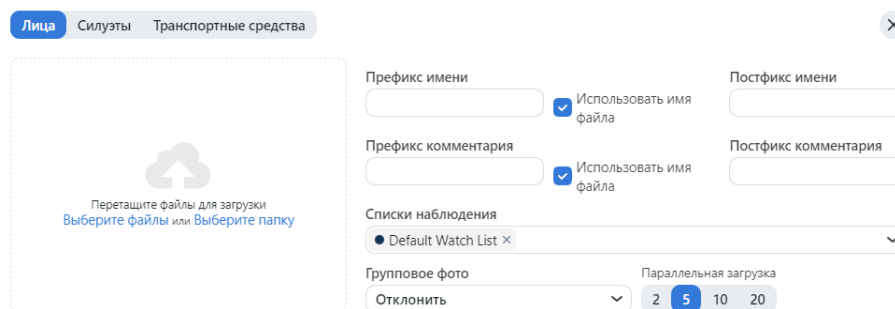 Лица Силуэты Транспортные средства
Префикс имени Постфикс имени
Использовать имя
файла
Префикс комментария Постфикс комментария
Использовать имя
файла
Перетащите файлы для загрузки
Выберите файлы или Выберите папку
Списки наблюдения
Default Watch List ×
Групповое фото Параллельная загрузка
Отклонить 2 5 10 20